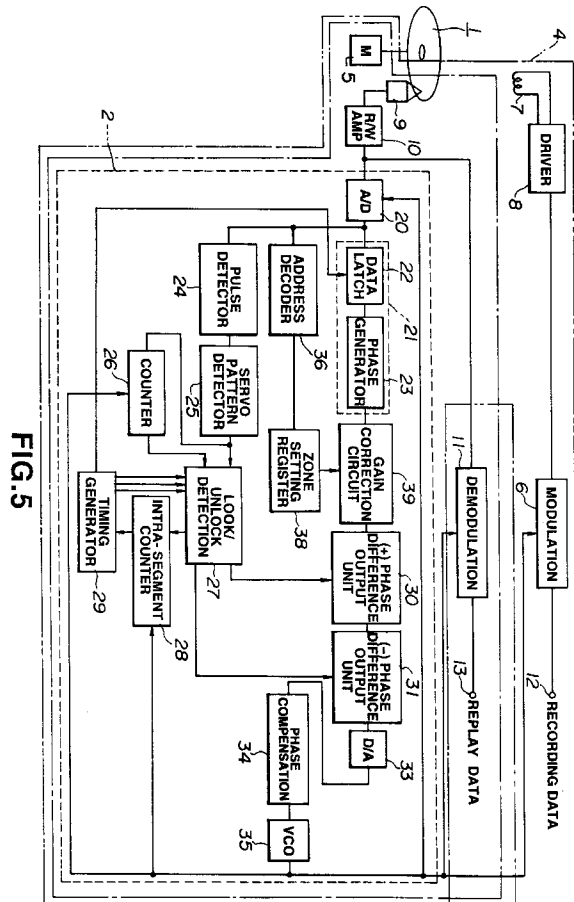 1
4
M
5
7
DRIVER
8
9
R/W
AMP
10
MODULATION
6
12
RECORDING DATA
DEMODULATION
11
13
REPLAY DATA
2
A/D
20
DATA
LATCH
22
21
PHASE GENERATOR
23
GAIN
CORRECTION
CIRCUIT
39
(+) PHASE
DIFFERENCE
OUTPUT
UNIT
30
(-) PHASE
DIFFERENCE
OUTPUT
UNIT
31
D/A
33
ADDRESS
DECODER
36
ZONE
SETTING
REGISTER
38
PULSE
DETECTOR
24
SERVO
PATTERN
DETECTOR
25
LOOK/
UNLOCK
DETECTION
27
PHASE
COMPENSATION
34
VCO
35
COUNTER
26
INTRA-SEGMENT
COUNTER
28
TIMING
GENERATOR
29
FIG.5